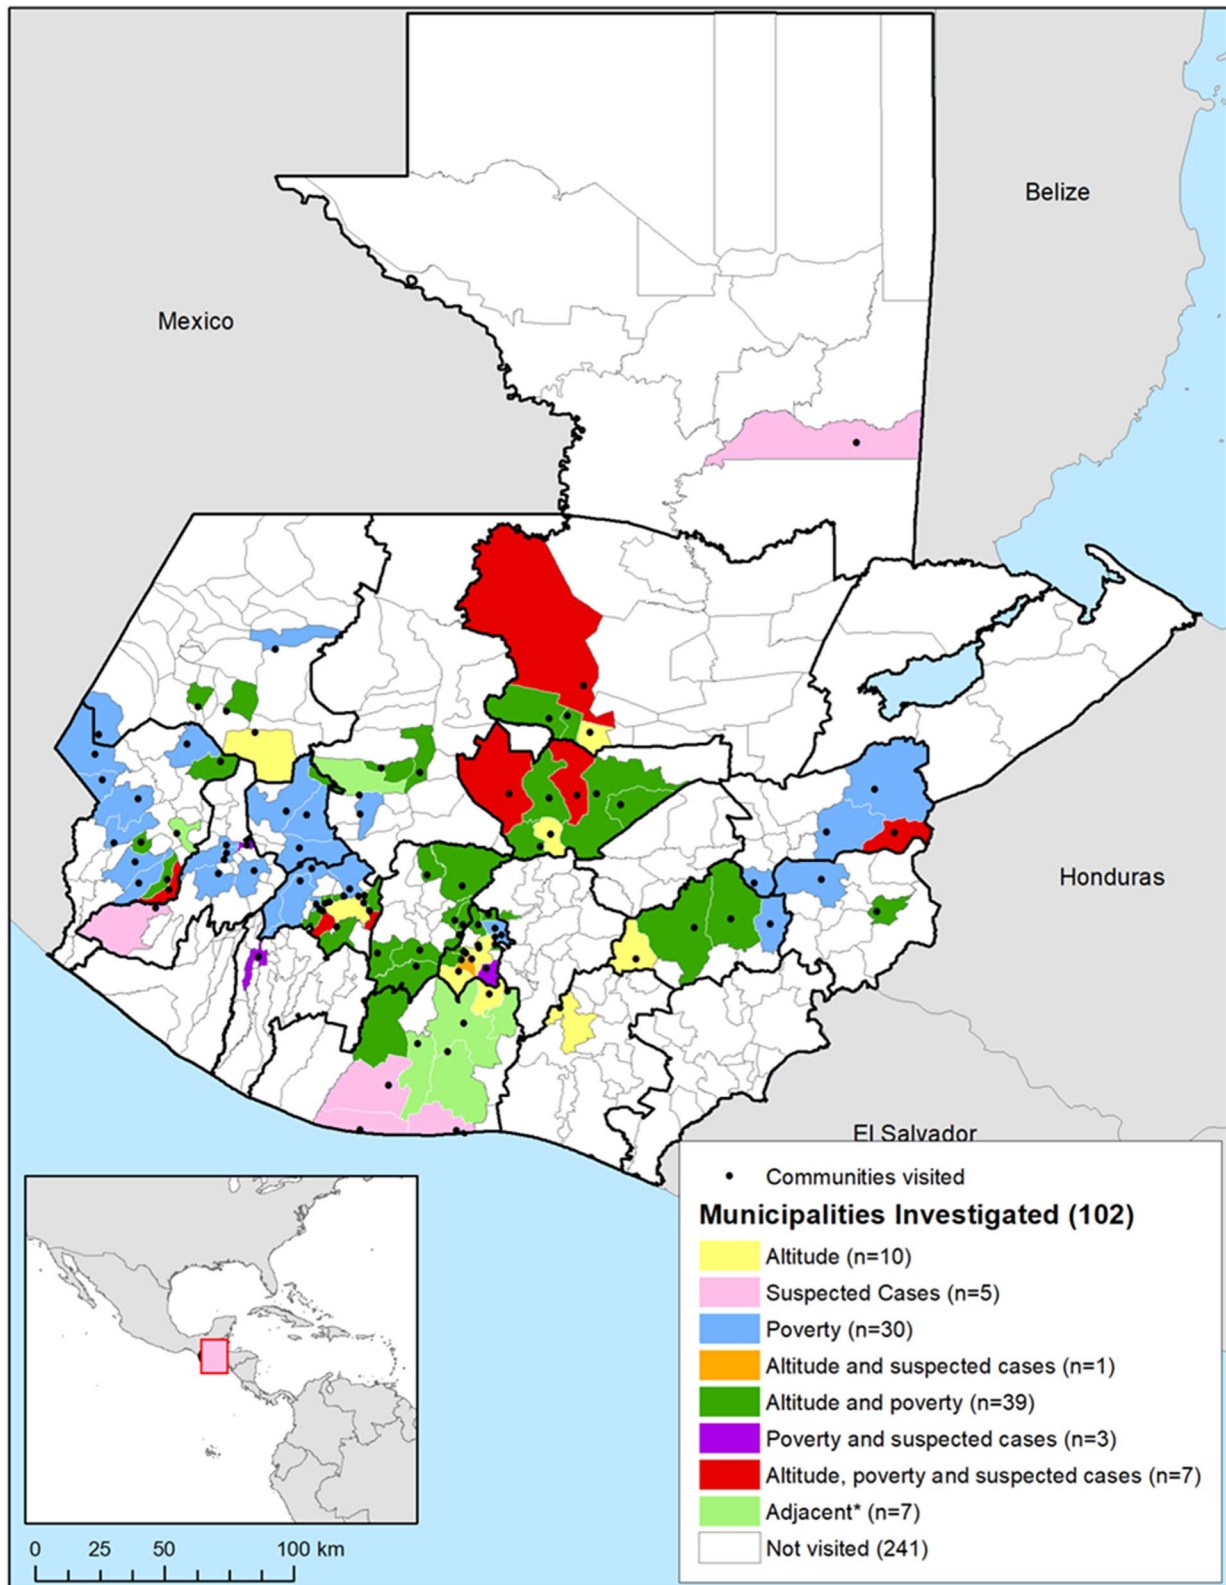 Belize
Mexico
Honduras
El Salvador
Communities visited
Municipalities Investigated (102)
Altitude (n=10)
Suspected Cases (n=5)
Poverty (n=30)
Altitude and suspected cases (n=1)
Altitude and poverty (n=39)
Poverty and suspected cases (n=3)
Altitude, poverty and suspected cases (n=7)
Adjacent* (n=7)
Not visited (241)
0 25 50 100 km